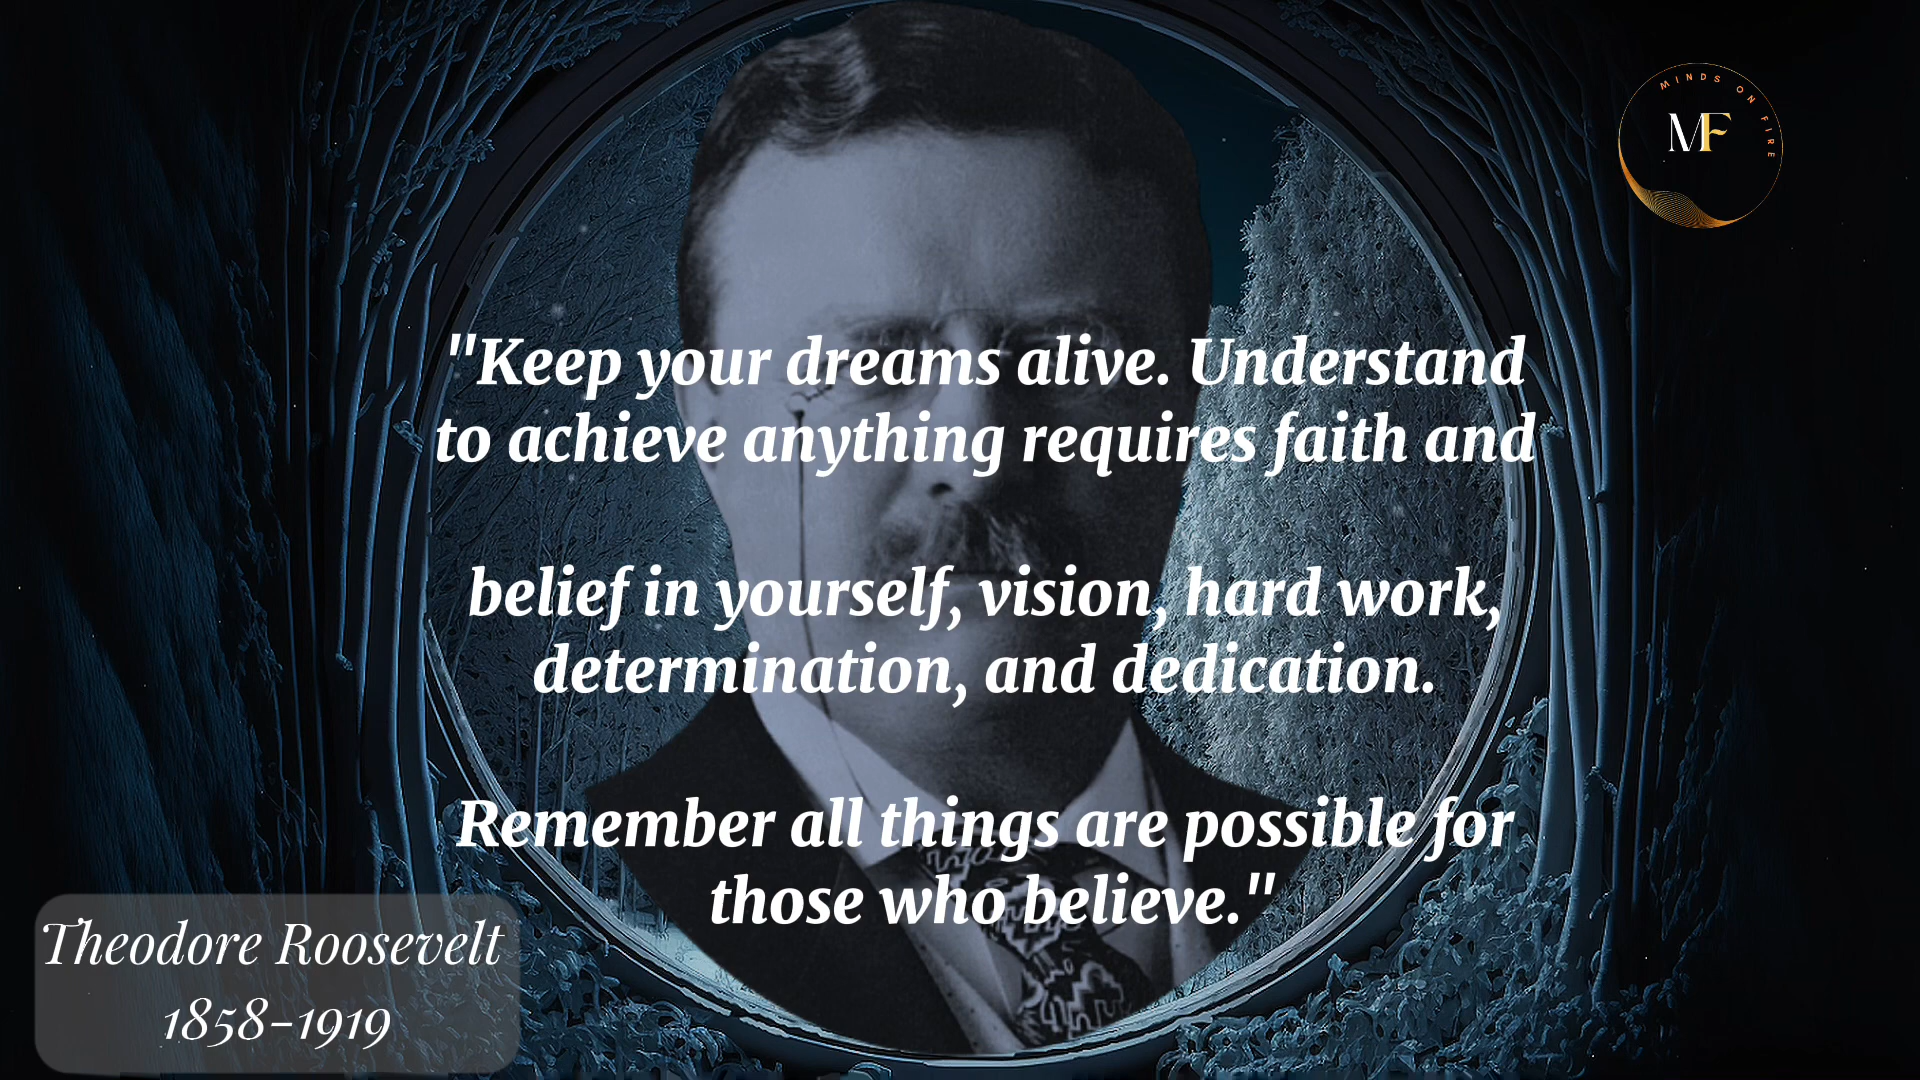 MINDS ON FIRE
MF
"Keep your dreams alive. Understand
to achieve anything requires faith and
belief in yourself, vision, hard work,
determination, and dedication.
Remember all things are possible for
those who believe."
Theodore Roosevelt
1858–1919